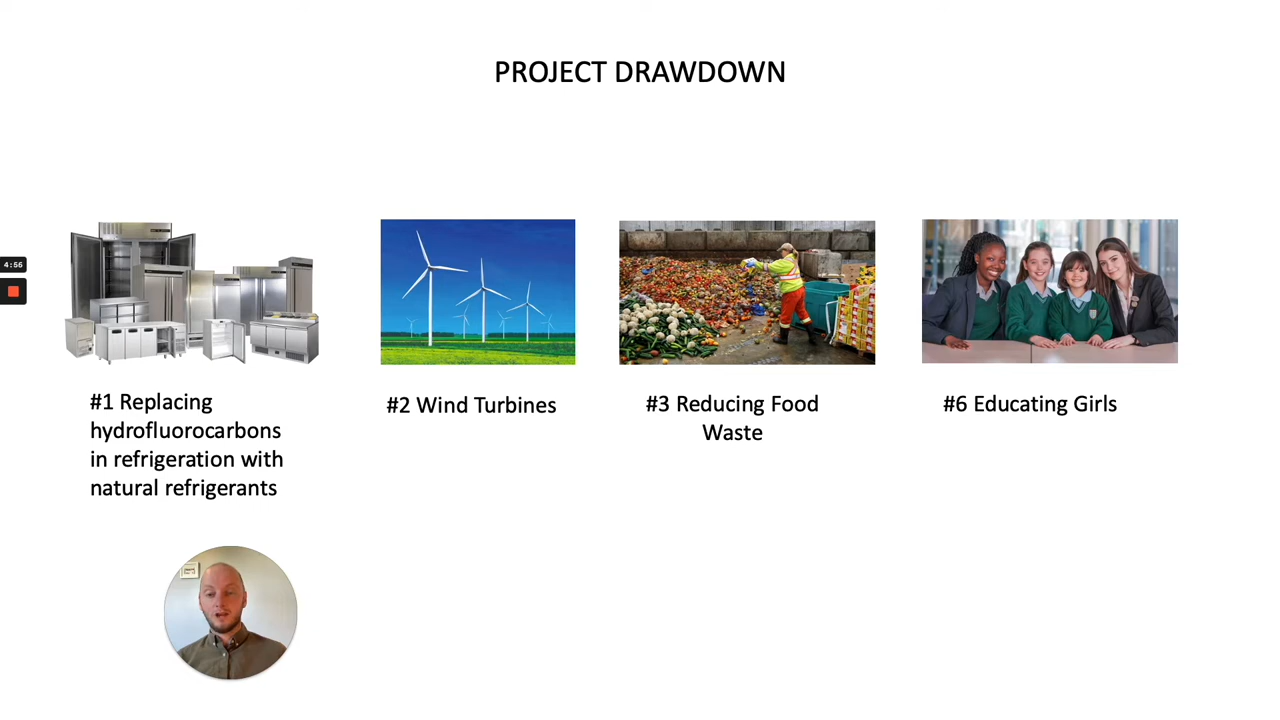 PROJECT DRAWDOWN
4:56
#1 Replacing
hydrofluorocarbons
in refrigeration with
natural refrigerants
#2 Wind Turbines
#3 Reducing Food
Waste
#6 Educating Girls